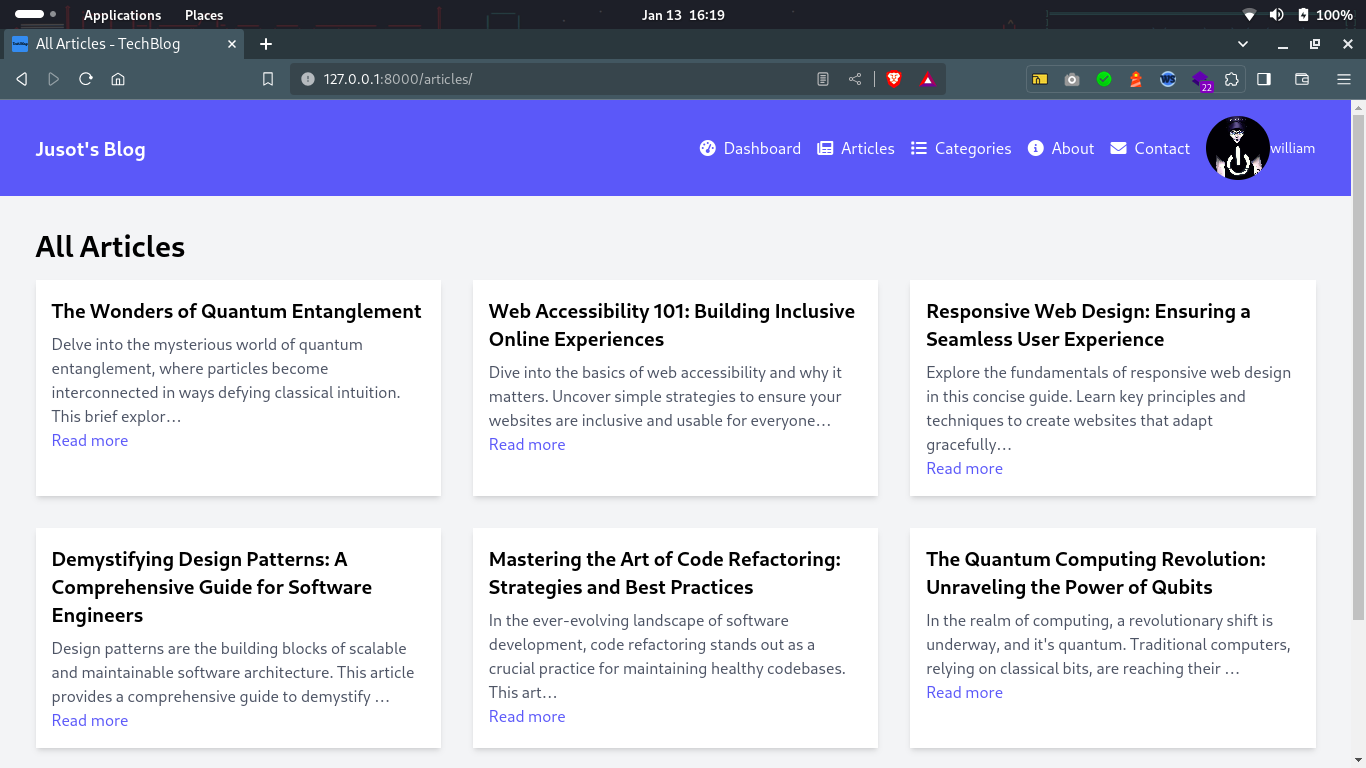 Applications Places Jan 13 16:19 100%
All Articles - TechBlog
127.0.0.1:8000/articles/ 22
Jusot's Blog Dashboard Articles Categories About Contact william
All Articles
The Wonders of Quantum Entanglement
Delve into the mysterious world of quantum
entanglement, where particles become
interconnected in ways defying classical intuition.
This brief explor…
Read more
Web Accessibility 101: Building Inclusive
Online Experiences
Dive into the basics of web accessibility and why it
matters. Uncover simple strategies to ensure your
websites are inclusive and usable for everyone…
Read more
Responsive Web Design: Ensuring a
Seamless User Experience
Explore the fundamentals of responsive web design
in this concise guide. Learn key principles and
techniques to create websites that adapt
gracefully…
Read more
Demystifying Design Patterns: A
Comprehensive Guide for Software
Engineers
Design patterns are the building blocks of scalable
and maintainable software architecture. This article
provides a comprehensive guide to demystify …
Read more
Mastering the Art of Code Refactoring:
Strategies and Best Practices
In the ever-evolving landscape of software
development, code refactoring stands out as a
crucial practice for maintaining healthy codebases.
This art…
Read more
The Quantum Computing Revolution:
Unraveling the Power of Qubits
In the realm of computing, a revolutionary shift is
underway, and it's quantum. Traditional computers,
relying on classical bits, are reaching their …
Read more